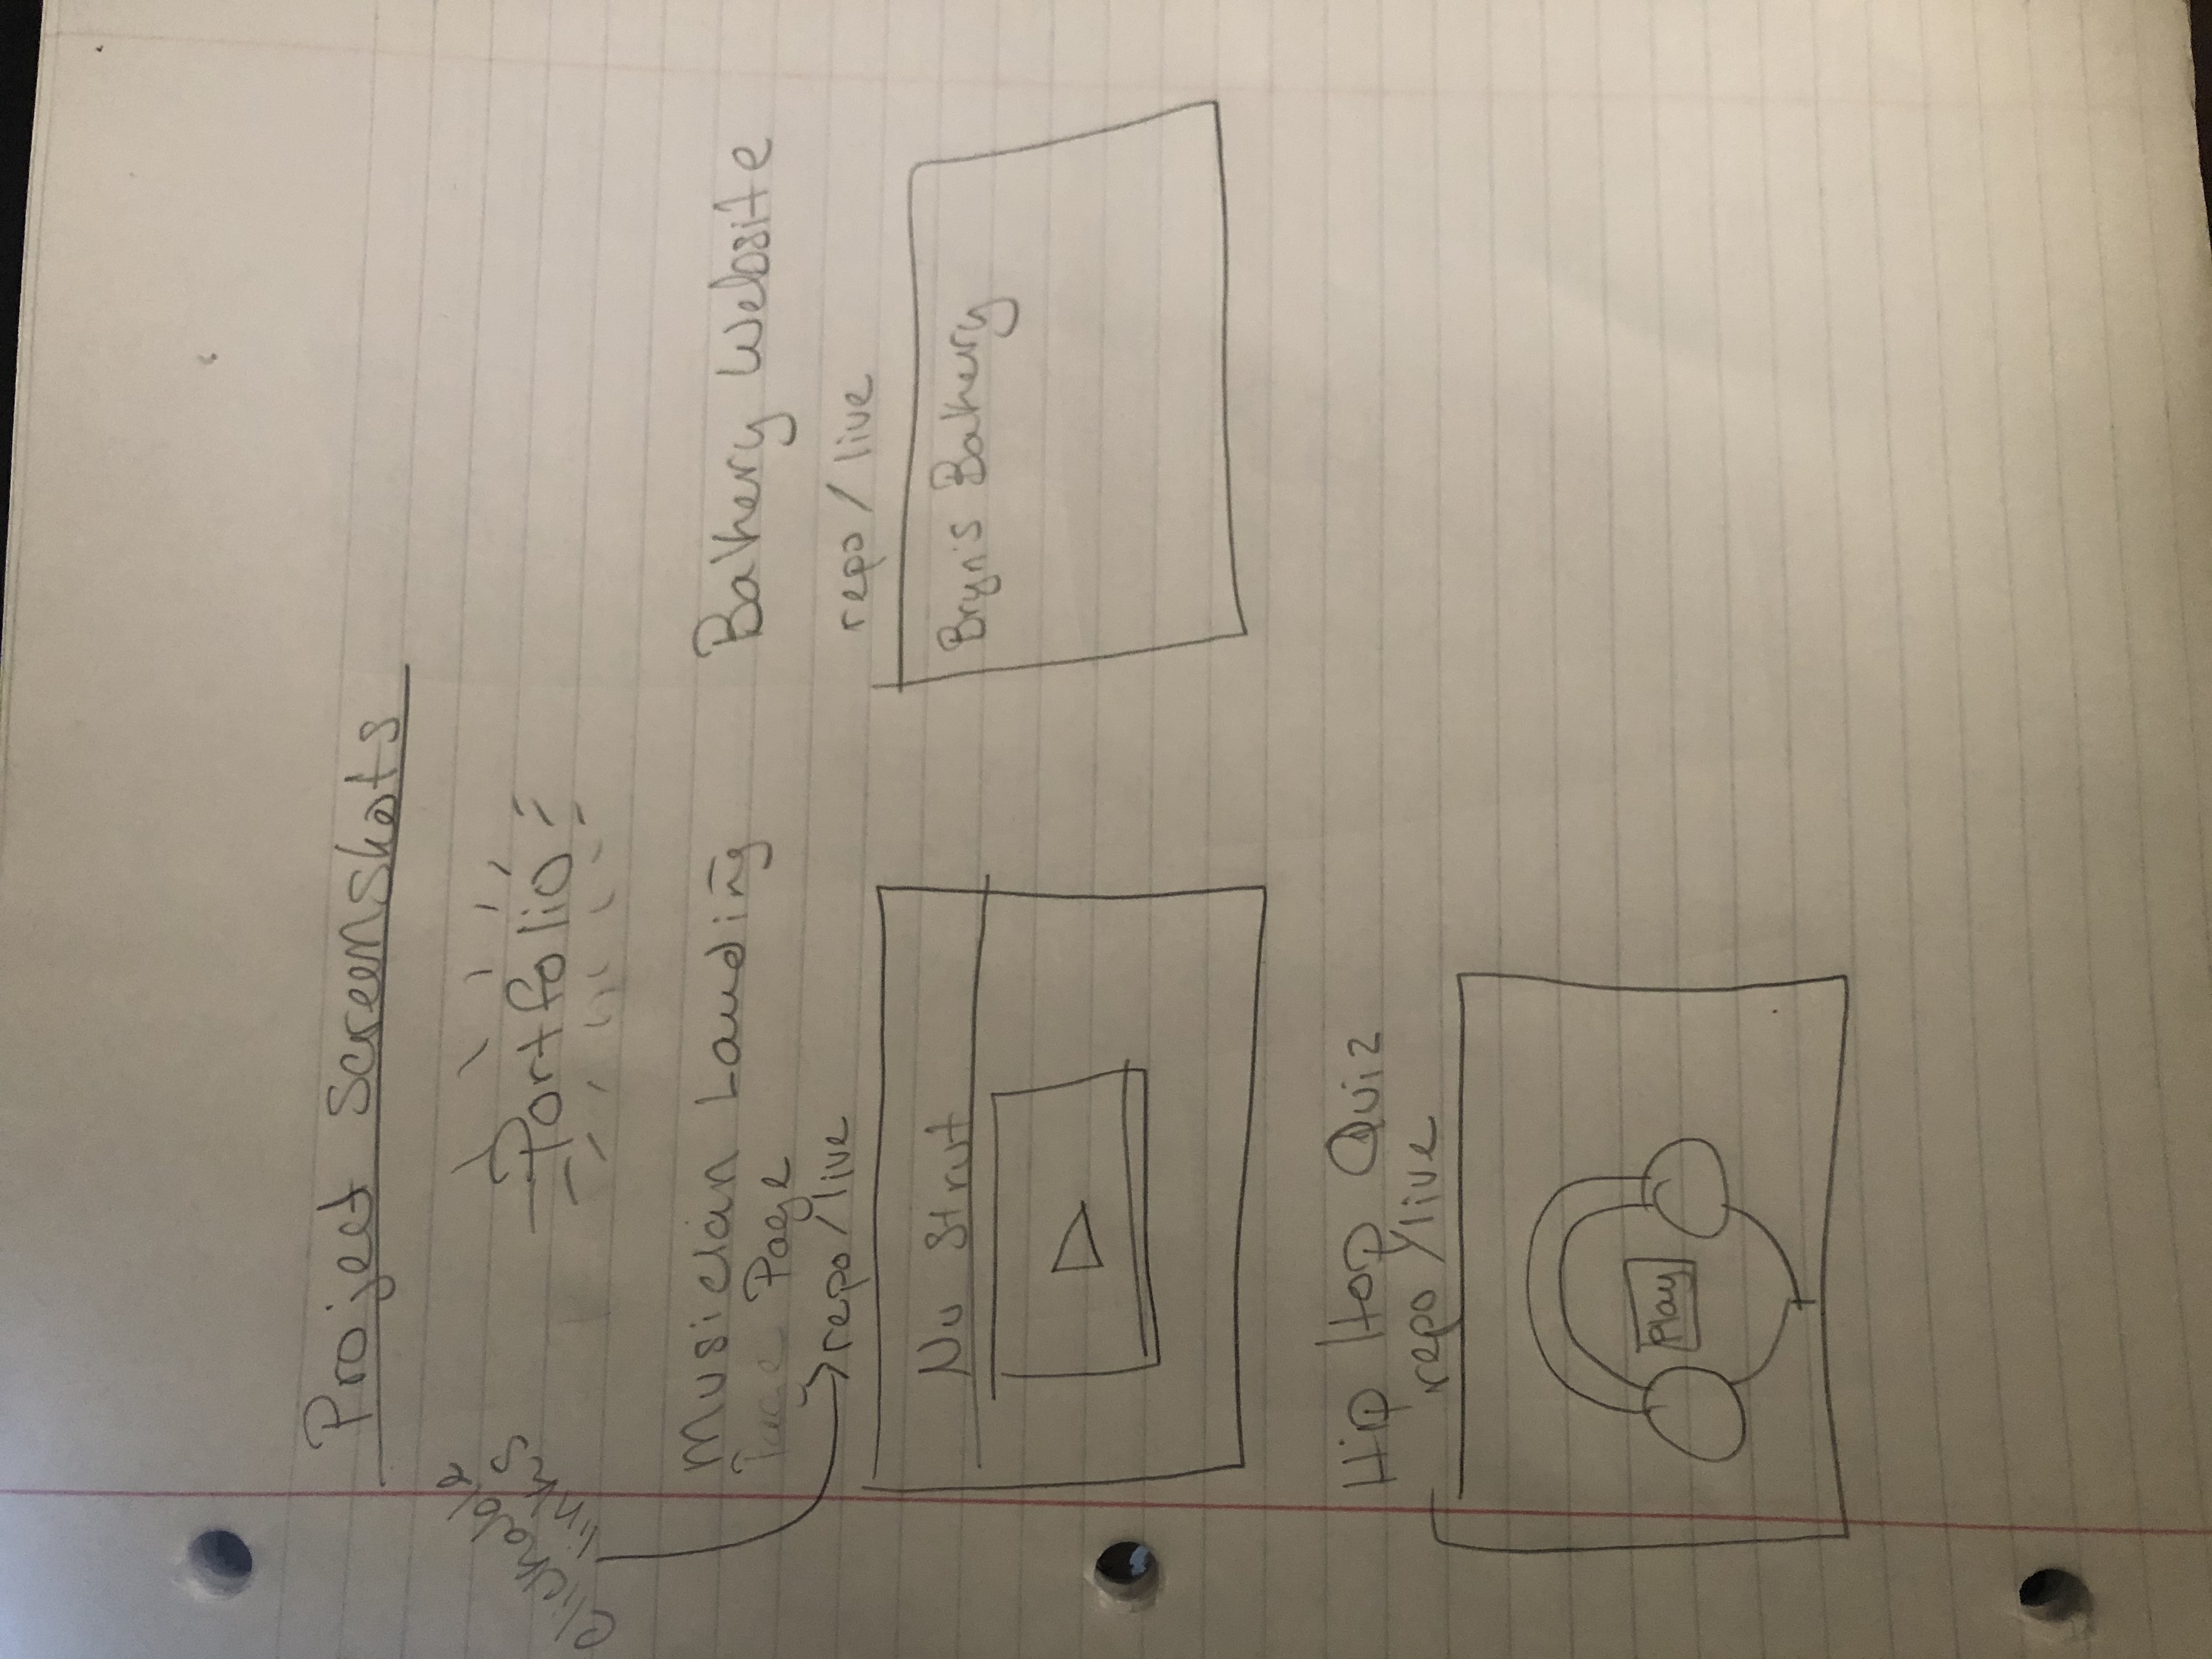 Project Screenshots
clickable
links
Portfolio
Musician Landing
Page Page
repo/live
Nu Strut
Bakery Website
repo / live
Bryn's Bakery
Hip Hop Quiz
repo /live
Play